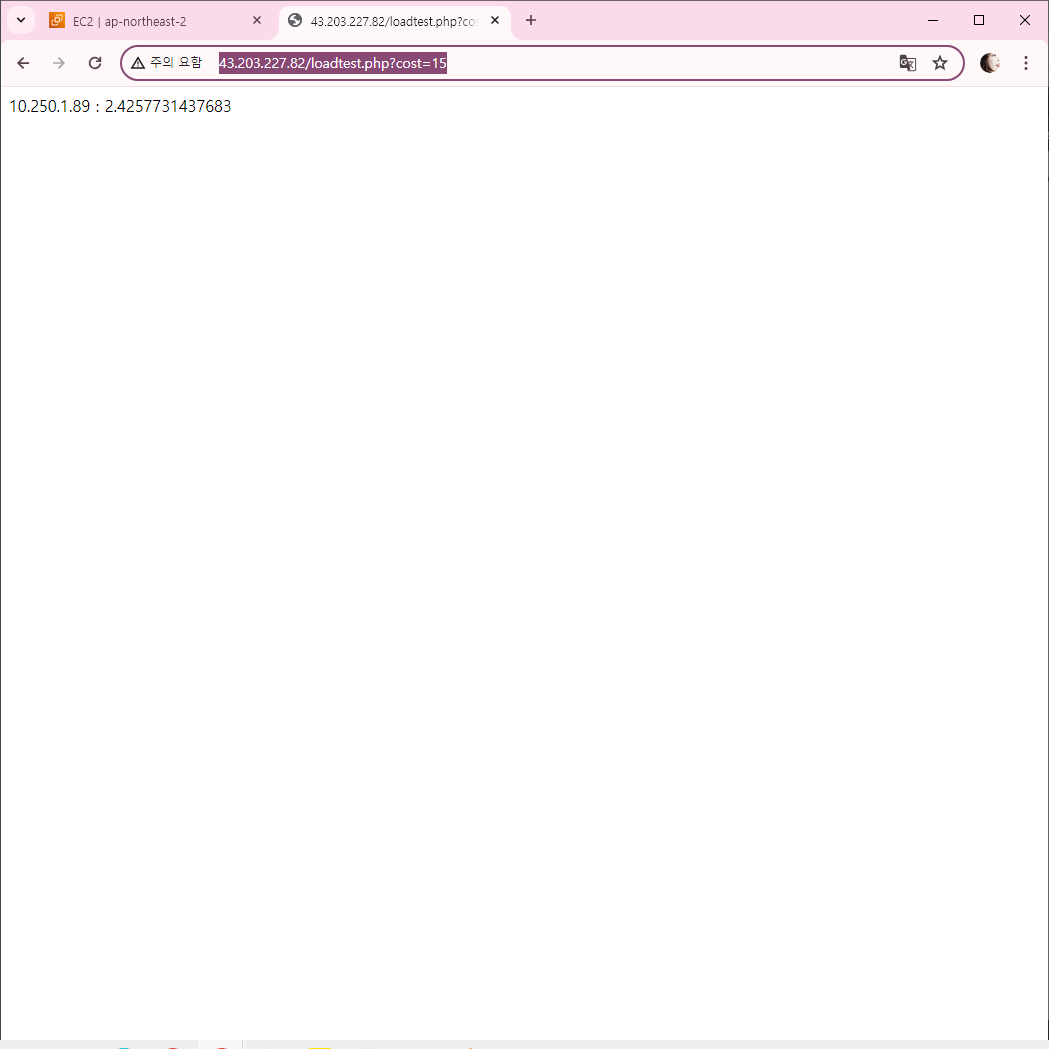 EC2 | ap-northeast-2
43.203.227.82/loadtest.php?cos
주의 요함
43.203.227.82/loadtest.php?cost=15
10.250.1.89 : 2.4257731437683